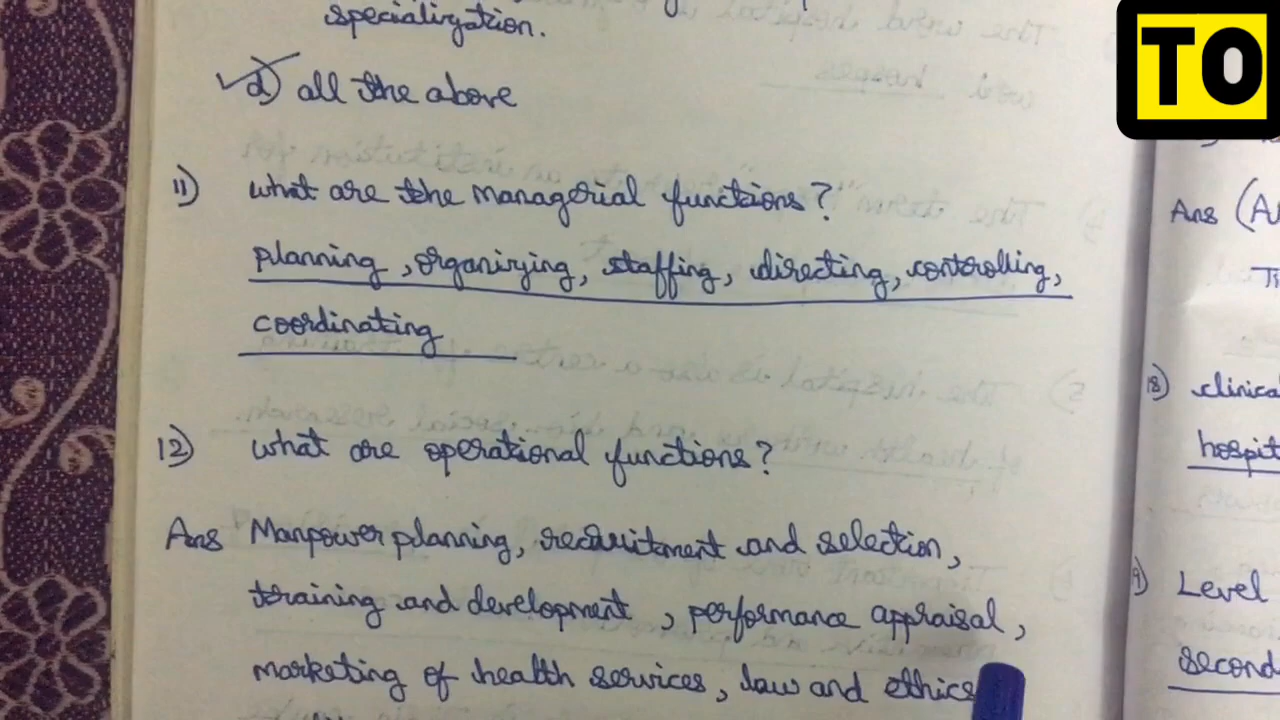 specialization.
d) all the above
11) what are the managerial functions?
planning, organizing, staffing, directing, controlling,
coordinating
12) what are operational functions?
Ans Manpower planning, recruitment and selection,
training and development, performance appraisal,
marketing of health services, law and ethics
TO
Ans (A
18) clinica
hospit
9) Level
second